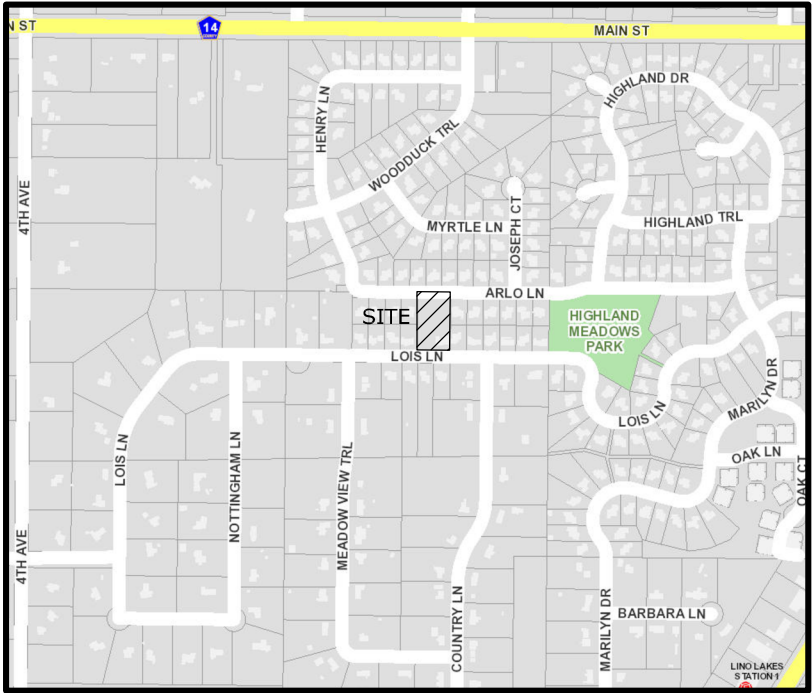 N ST
14
MAIN ST
HIGHLAND DR
HENRY LN
WOODDUCK TRL
4TH AVE
MYRTLE LN
JOSEPH CT
HIGHLAND TRL
ARLO LN
SITE
HIGHLAND
MEADOWS
PARK
LOIS LN
MARILYN DR
LOIS LN
LOIS LN
NOTTINGHAM LN
MEADOW VIEW TRL
OAK LN
OAK CT
4TH AVE
COUNTRY LN
MARILYN DR
BARBARA LN
LINO LAKES
STATION 1